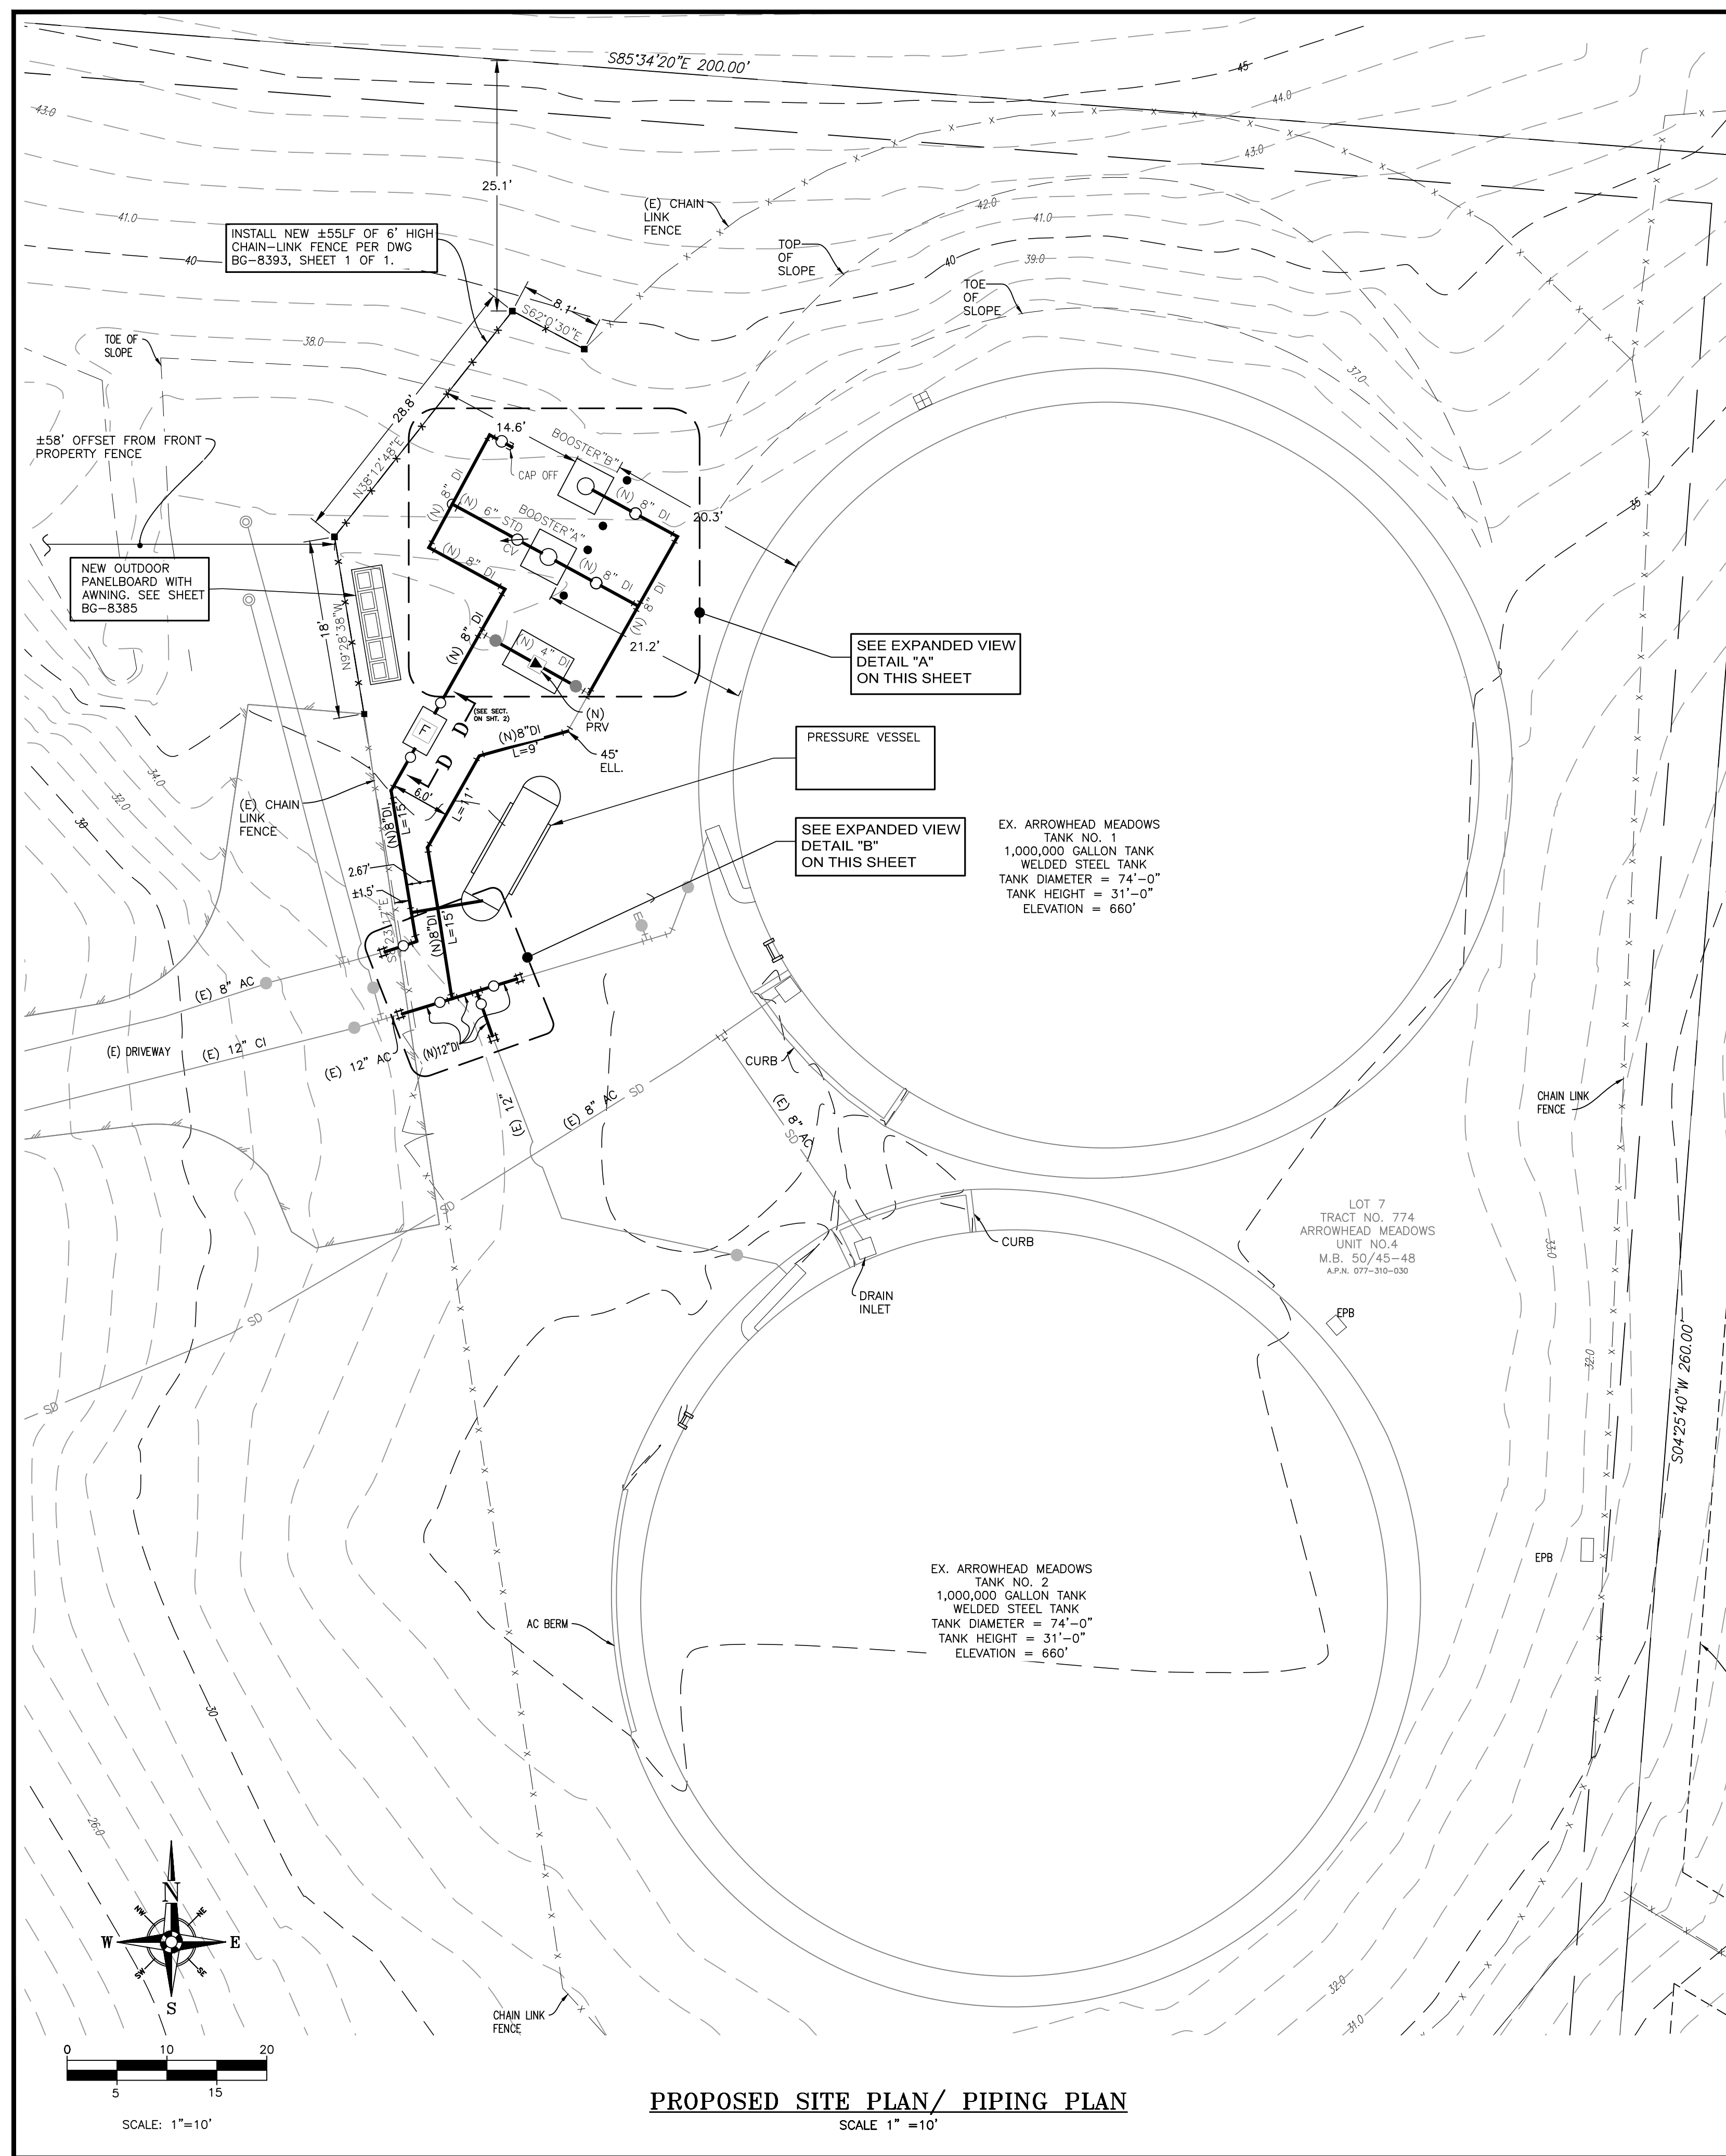 S85°34'20"E 200.00'
45
44.0
43.0
43.0
25.1'
42.0
41.0
41.0
(E) CHAIN
LINK
FENCE
INSTALL NEW ±55LF OF 6' HIGH
CHAIN-LINK FENCE PER DWG
BG-8393, SHEET 1 OF 1.
TOP
OF
SLOPE
40
40
39.0
TOE
OF
SLOPE
8.1'
S62°0'30"E
TOE OF
SLOPE
38.0
37.0
28.8'
N38°12'48"E
±58' OFFSET FROM FRONT
PROPERTY FENCE
14.6'
BOOSTER"B"
CAP OFF
(N) 8" DI
(N) 6" STD
(N) 8" DI
BOOSTER"A"
CV
20.3'
35
(N) 8"
(N) 8" DI
(N) 8" DI
NEW OUTDOOR
PANELBOARD WITH
AWNING. SEE SHEET
BG-8385
18'
N9°28'38"W
(N) 8" DI
(N) 4" DI
21.2'
SEE EXPANDED VIEW
DETAIL "A"
ON THIS SHEET
(N)
PRV
(SEE SECT.
ON SHT. 2)
D
D
F
(N)8"DI
L=9'
45°
ELL.
PRESSURE VESSEL
34.0
32.0
30
(E) CHAIN
LINK
FENCE
6.0'
L=11'
(N)8"DI,
L=15'
SEE EXPANDED VIEW
DETAIL "B"
ON THIS SHEET
EX. ARROWHEAD MEADOWS
TANK NO. 1
1,000,000 GALLON TANK
WELDED STEEL TANK
TANK DIAMETER = 74'-0"
TANK HEIGHT = 31'-0"
ELEVATION = 660'
2.67'
±1.5'
(N)8"DI
L=15'
(E) 8" AC
(E) DRIVEWAY
(E) 12" CI
(E) 12" AC
(N)12"DI
(E) 12"
(E) 8" AC
SD
CURB
(E) 8" AC
SD
CHAIN LINK
FENCE
SD
LOT 7
TRACT NO. 774
ARROWHEAD MEADOWS
UNIT NO.4
M.B. 50/45-48
A.P.N. 077-310-030
33.0
CURB
DRAIN
INLET
EPB
SD
32.0
S04°25'40"W 260.00'
SD
EPB
EX. ARROWHEAD MEADOWS
TANK NO. 2
1,000,000 GALLON TANK
WELDED STEEL TANK
TANK DIAMETER = 74'-0"
TANK HEIGHT = 31'-0"
ELEVATION = 660'
AC BERM
30
26.0
N
NW
NE
W
E
SW
SE
S
32.0
31.0
CHAIN LINK
FENCE
0 10 20
5 15
SCALE: 1"=10'
PROPOSED SITE PLAN/ PIPING PLAN
SCALE 1" =10'